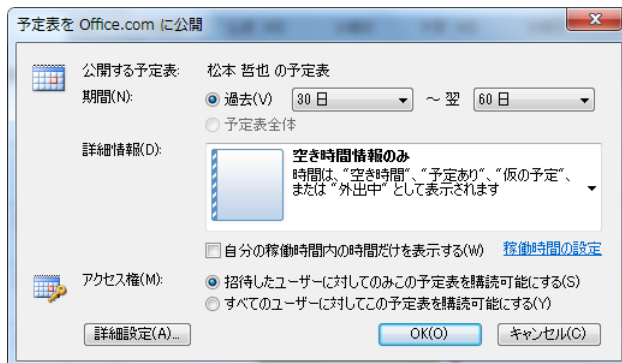 予定表を Office.com に公開
公開する予定表: 松本 哲也 の予定表
期間(N): 過去(V) 30 日 ～ 翌 60 日
予定表全体
詳細情報(D): 空き時間情報のみ
時間は、"空き時間"、"予定あり"、"仮の予定"、
または "外出中" として表示されます
自分の稼働時間内の時間だけを表示する(W) 稼働時間の設定
アクセス権(M): 招待したユーザーに対してのみこの予定表を購読可能にする(S)
すべてのユーザーに対してこの予定表を購読可能にする(Y)
詳細設定(A)... OK(O) キャンセル(C)